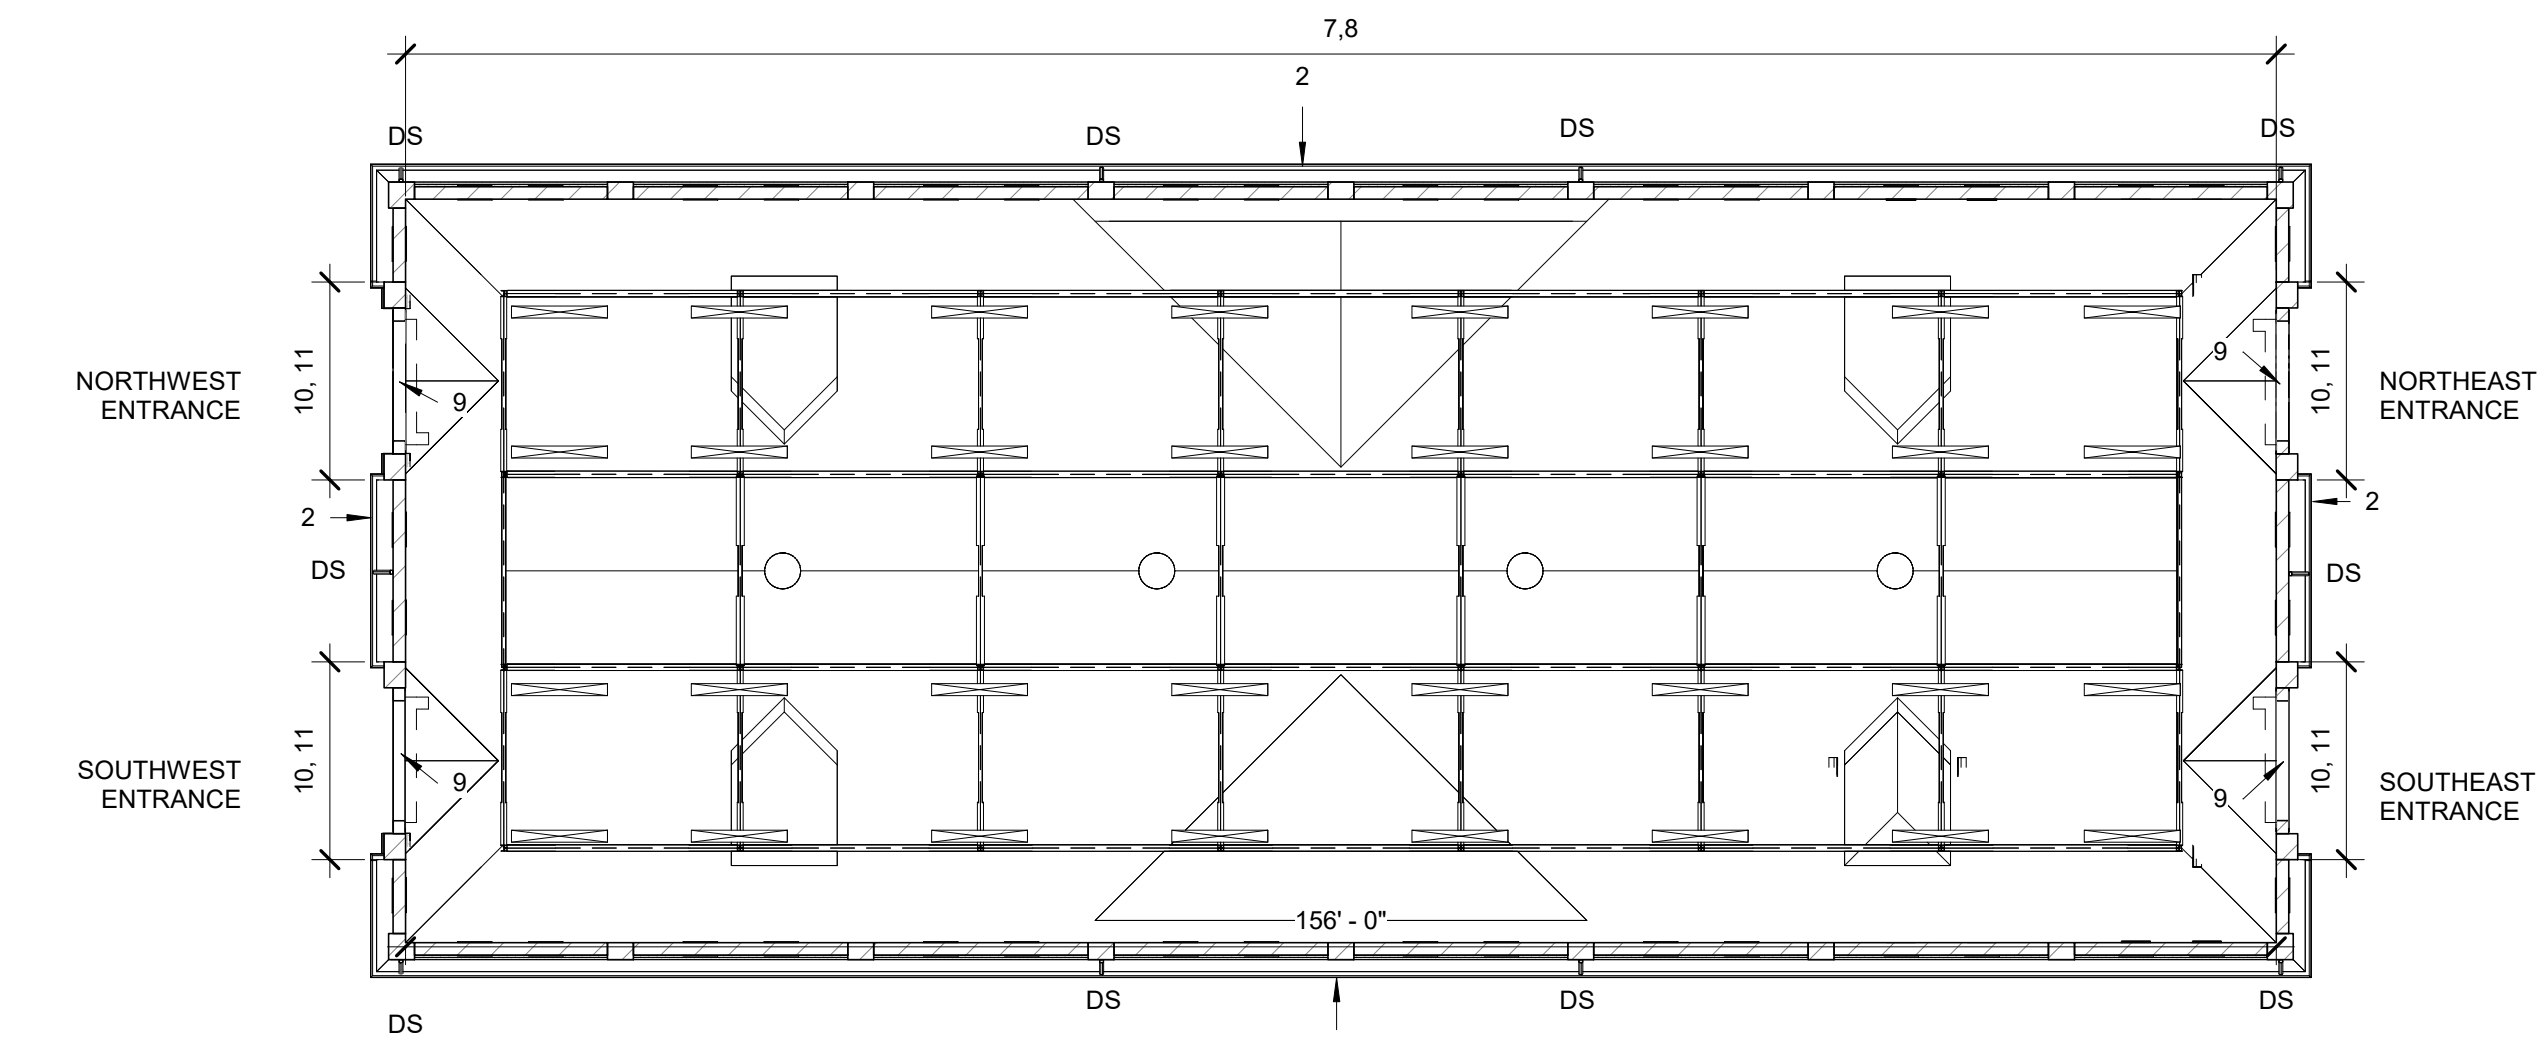 7,8
2
DS
DS
DS
DS
NORTHWEST
ENTRANCE
10, 11
9
9
10, 11
NORTHEAST
ENTRANCE
2
2
DS
DS
SOUTHWEST
ENTRANCE
10, 11
9
9
10, 11
SOUTHEAST
ENTRANCE
156' - 0"
DS
DS
DS
DS